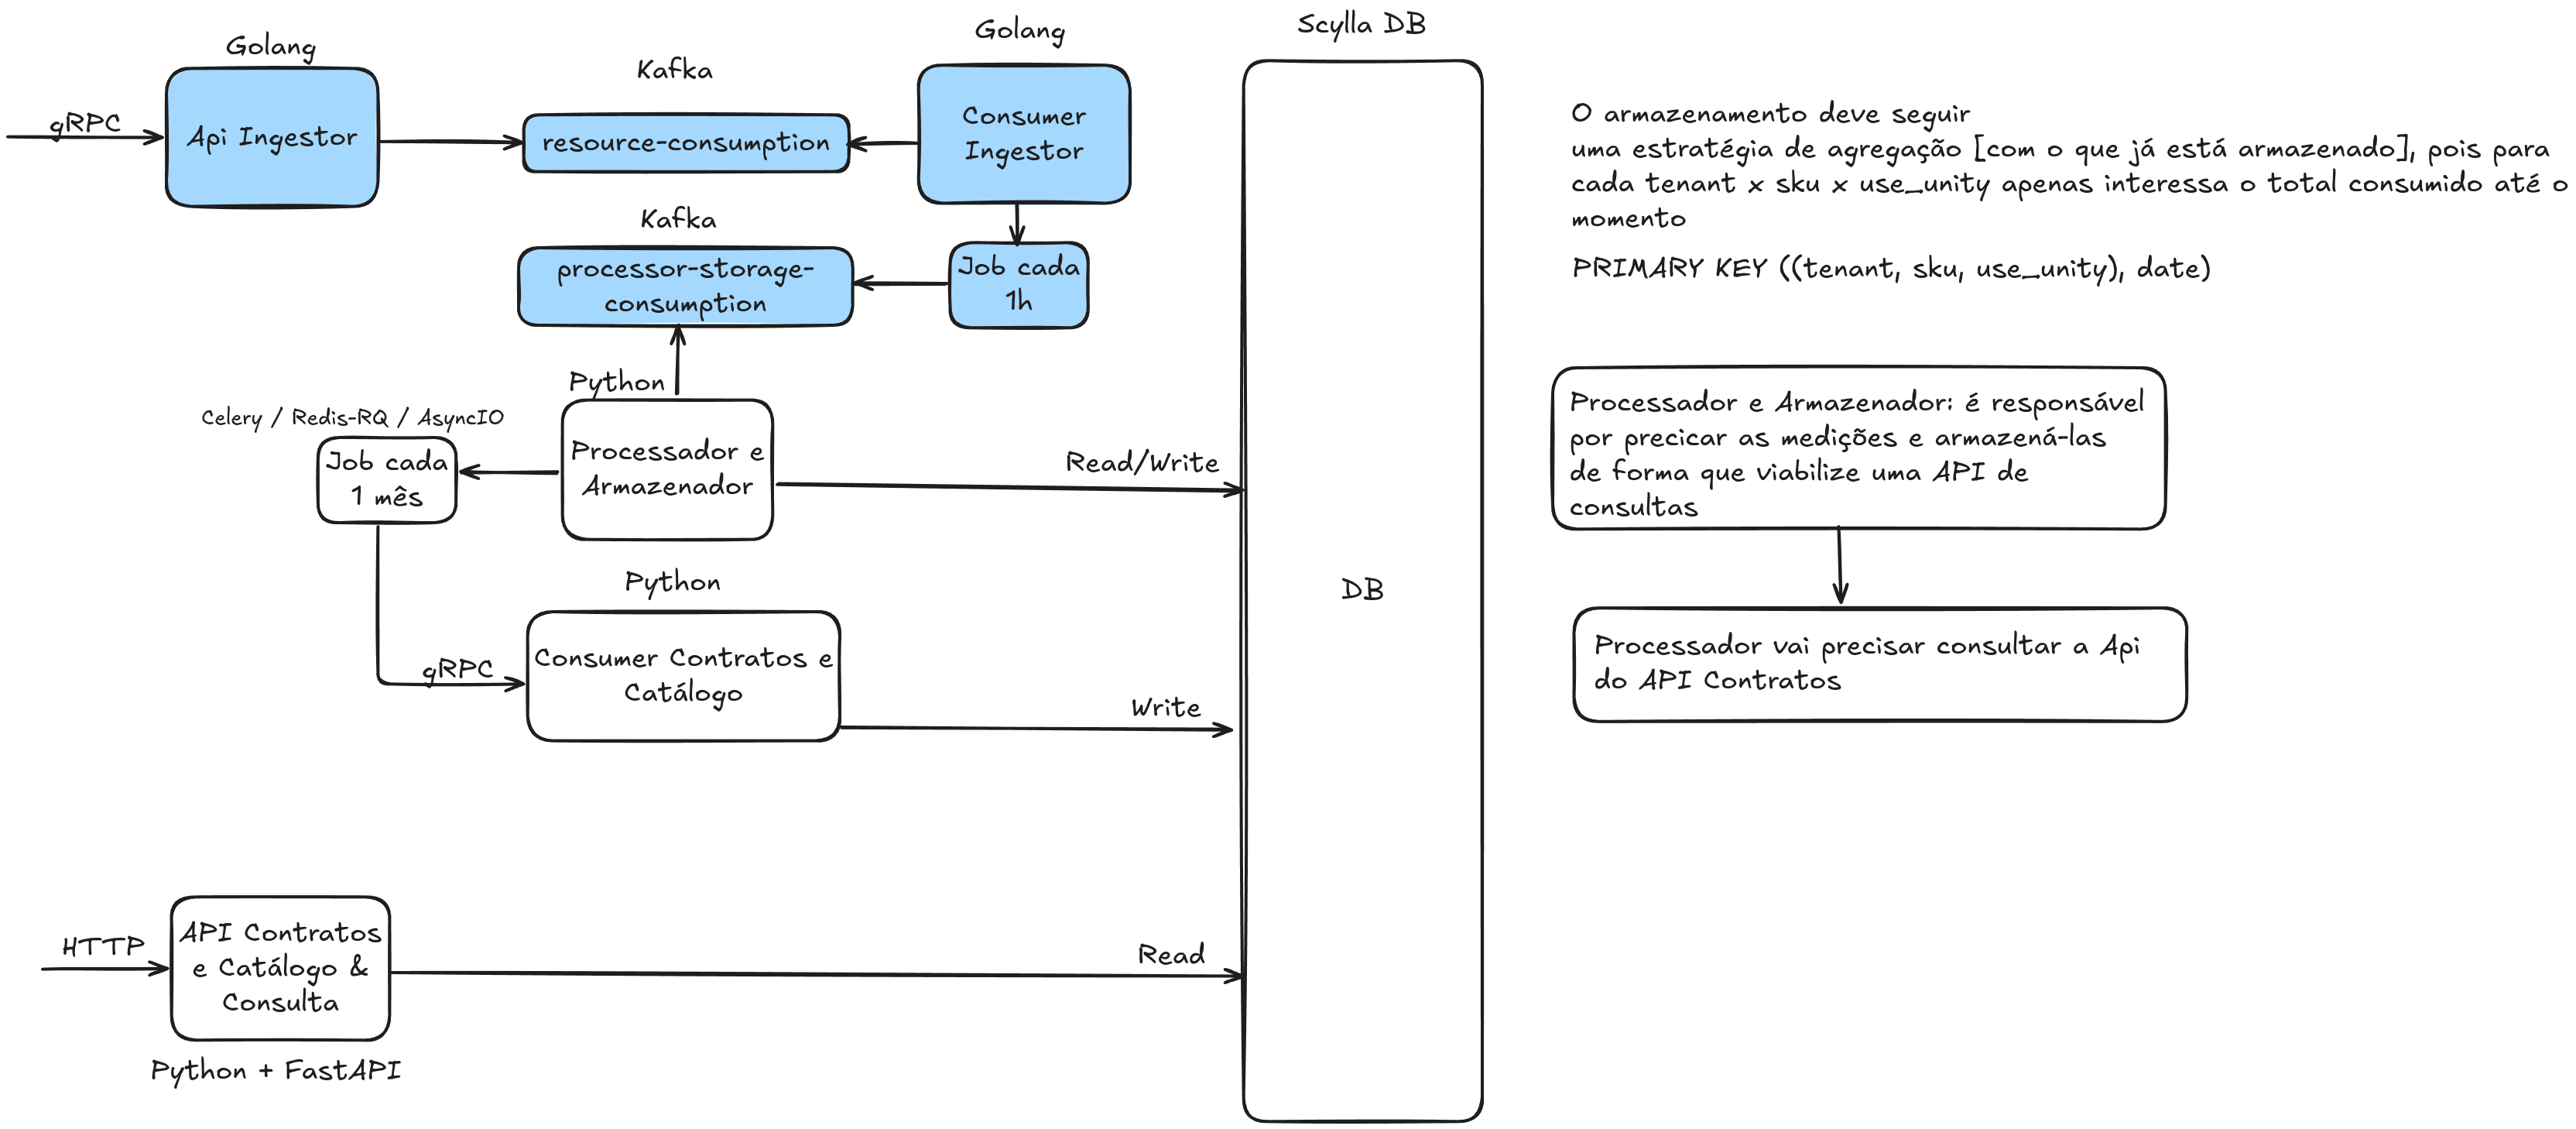 Golang
gRPC
Api Ingestor
Kafka
resource-consumption
Golang
Consumer
Ingestor
Kafka
processor-storage-
consumption
Job cada
1h
Python
Celery / Redis-RQ / AsyncIO
Job cada
1 mês
Processador e
Armazenador
Read/Write
Python
gRPC
Consumer Contratos e
Catálogo
Write
HTTP
API Contratos
e Catálogo &
Consulta
Python + FastAPI
Read
Scylla DB
DB
O armazenamento deve seguir
uma estratégia de agregação [com o que já está armazenado], pois para
cada tenant x sku x use_unity apenas interessa o total consumido até o
momento
PRIMARY KEY ((tenant, sku, use_unity), date)
Processador e Armazenador: é responsável
por precicar as medições e armazená-las
de forma que viabilize uma API de
consultas
Processador vai precisar consultar a Api
do API Contratos